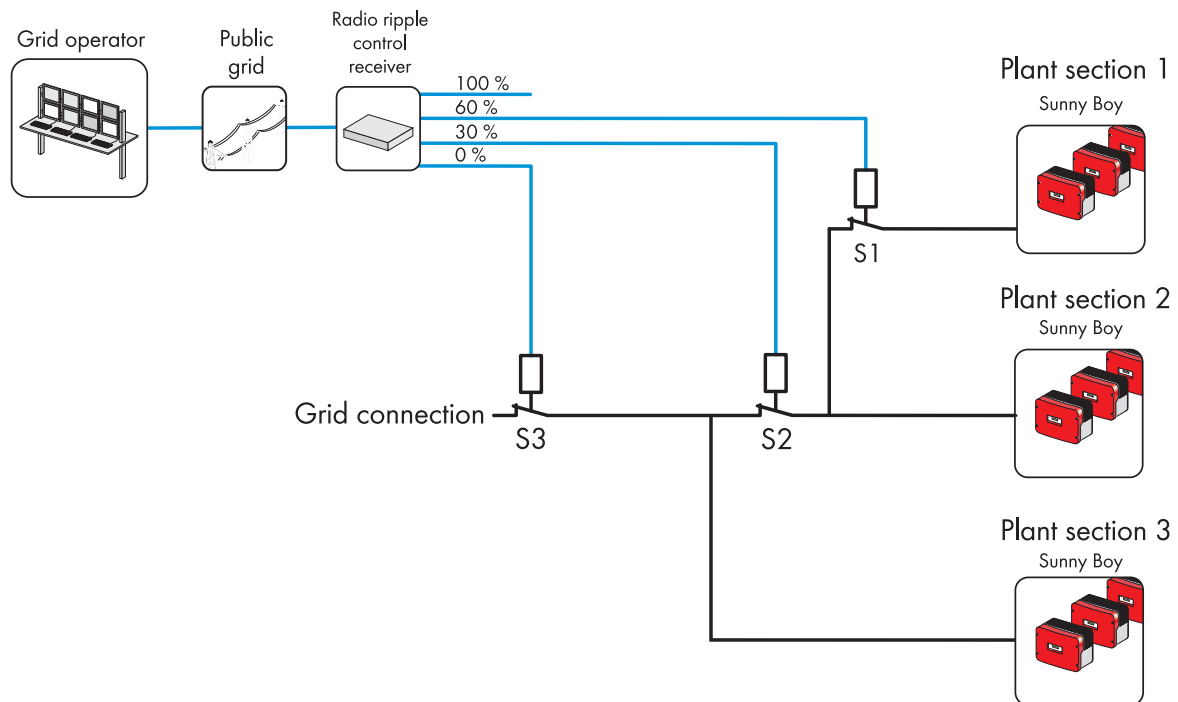 Grid operator
Public
grid
Radio ripple
control
receiver
100 %
60 %
30 %
0 %
Plant section 1
Sunny Boy
S1
Plant section 2
Sunny Boy
Grid connection
S3
S2
Plant section 3
Sunny Boy